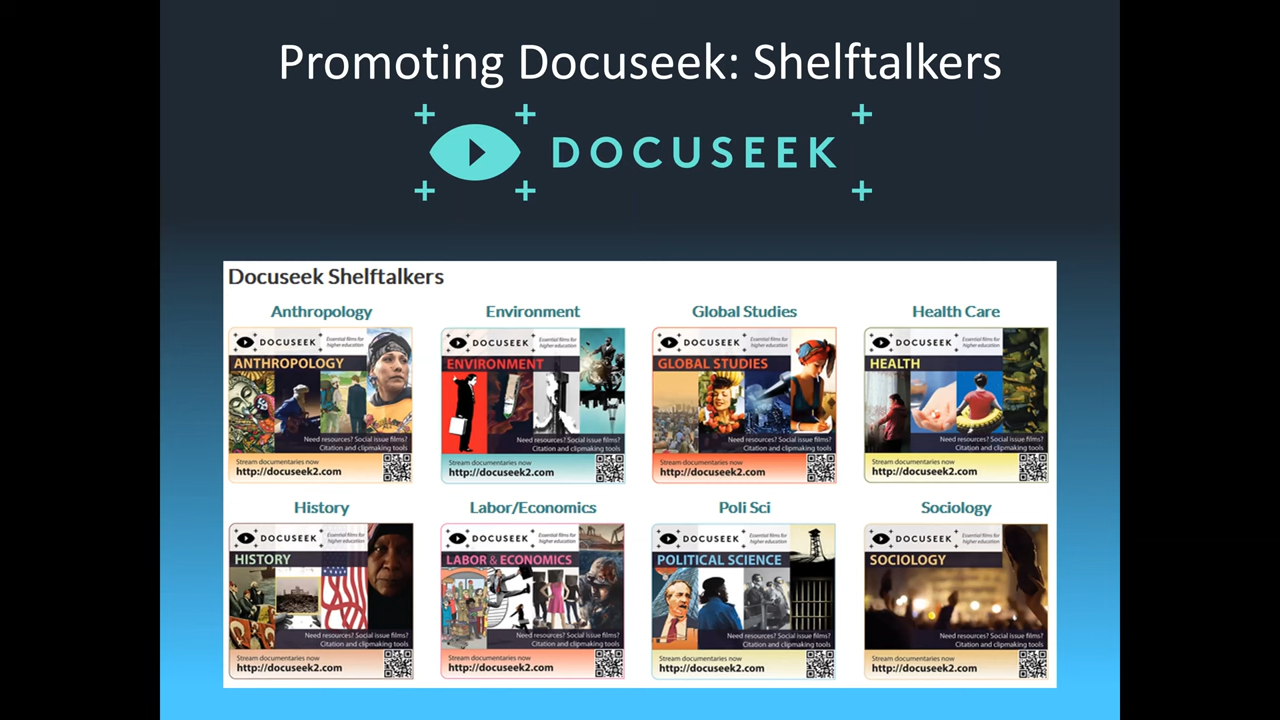 Promoting Docuseek: Shelftalkers
DOCUSEEK
Docuseek Shelftalkers
Anthropology
DOCUSEEK
Essential films for
higher education
ANTHROPOLOGY
Need resources? Social issue films?
Citation and clipmaking tools
Stream documentaries now
http://docuseek2.com
Environment
DOCUSEEK
Essential films for
higher education
ENVIRONMENT
Need resources? Social issue films?
Citation and clipmaking tools
Stream documentaries now
http://docuseek2.com
Global Studies
DOCUSEEK
Essential films for
higher education
GLOBAL STUDIES
Need resources? Social issue films?
Citation and clipmaking tools
Stream documentaries now
http://docuseek2.com
Health Care
DOCUSEEK
Essential films for
higher education
HEALTH
Need resources? Social issue films?
Citation and clipmaking tools
Stream documentaries now
http://docuseek2.com
History
DOCUSEEK
Essential films for
higher education
HISTORY
Need resources? Social issue films?
Citation and clipmaking tools
Stream documentaries now
http://docuseek2.com
Labor/Economics
DOCUSEEK
Essential films for
higher education
LABOR & ECONOMICS
Need resources? Social issue films?
Citation and clipmaking tools
Stream documentaries now
http://docuseek2.com
Poli Sci
DOCUSEEK
Essential films for
higher education
POLITICAL SCIENCE
Need resources? Social issue films?
Citation and clipmaking tools
Stream documentaries now
http://docuseek2.com
Sociology
DOCUSEEK
Essential films for
higher education
SOCIOLOGY
Need resources? Social issue films?
Citation and clipmaking tools
Stream documentaries now
http://docuseek2.com